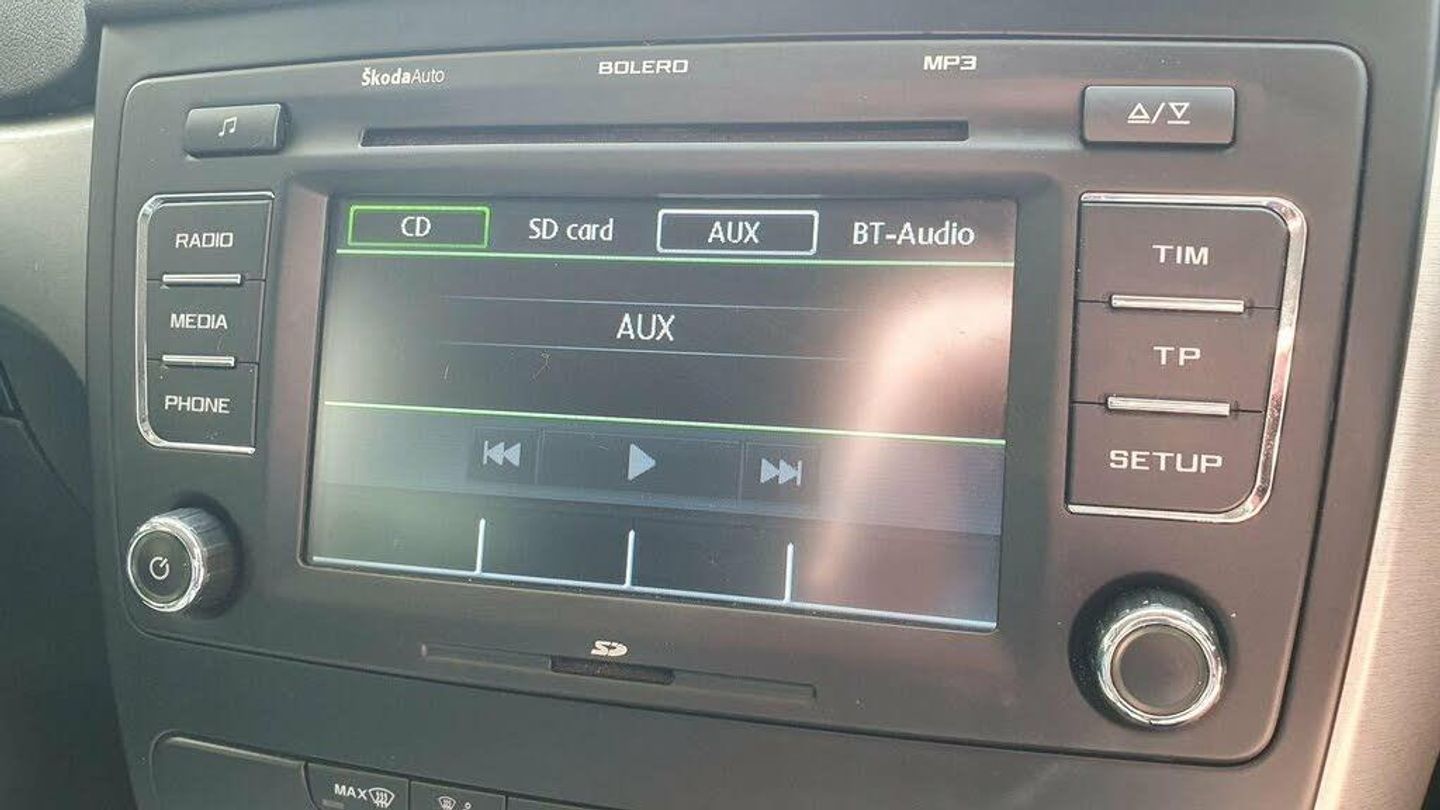 ŠkodaAuto BOLERO MP3
CD SD card AUX BT-Audio
RADIO
MEDIA
PHONE
AUX
TIM
TP
SETUP
SD
MAX